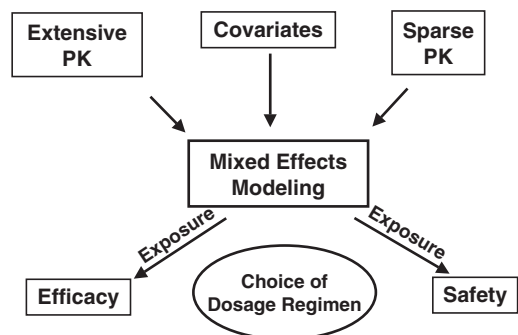 Extensive
PK
Covariates
Sparse
PK
Mixed Effects
Modeling
Exposure
Exposure
Efficacy
Choice of
Dosage Regimen
Safety